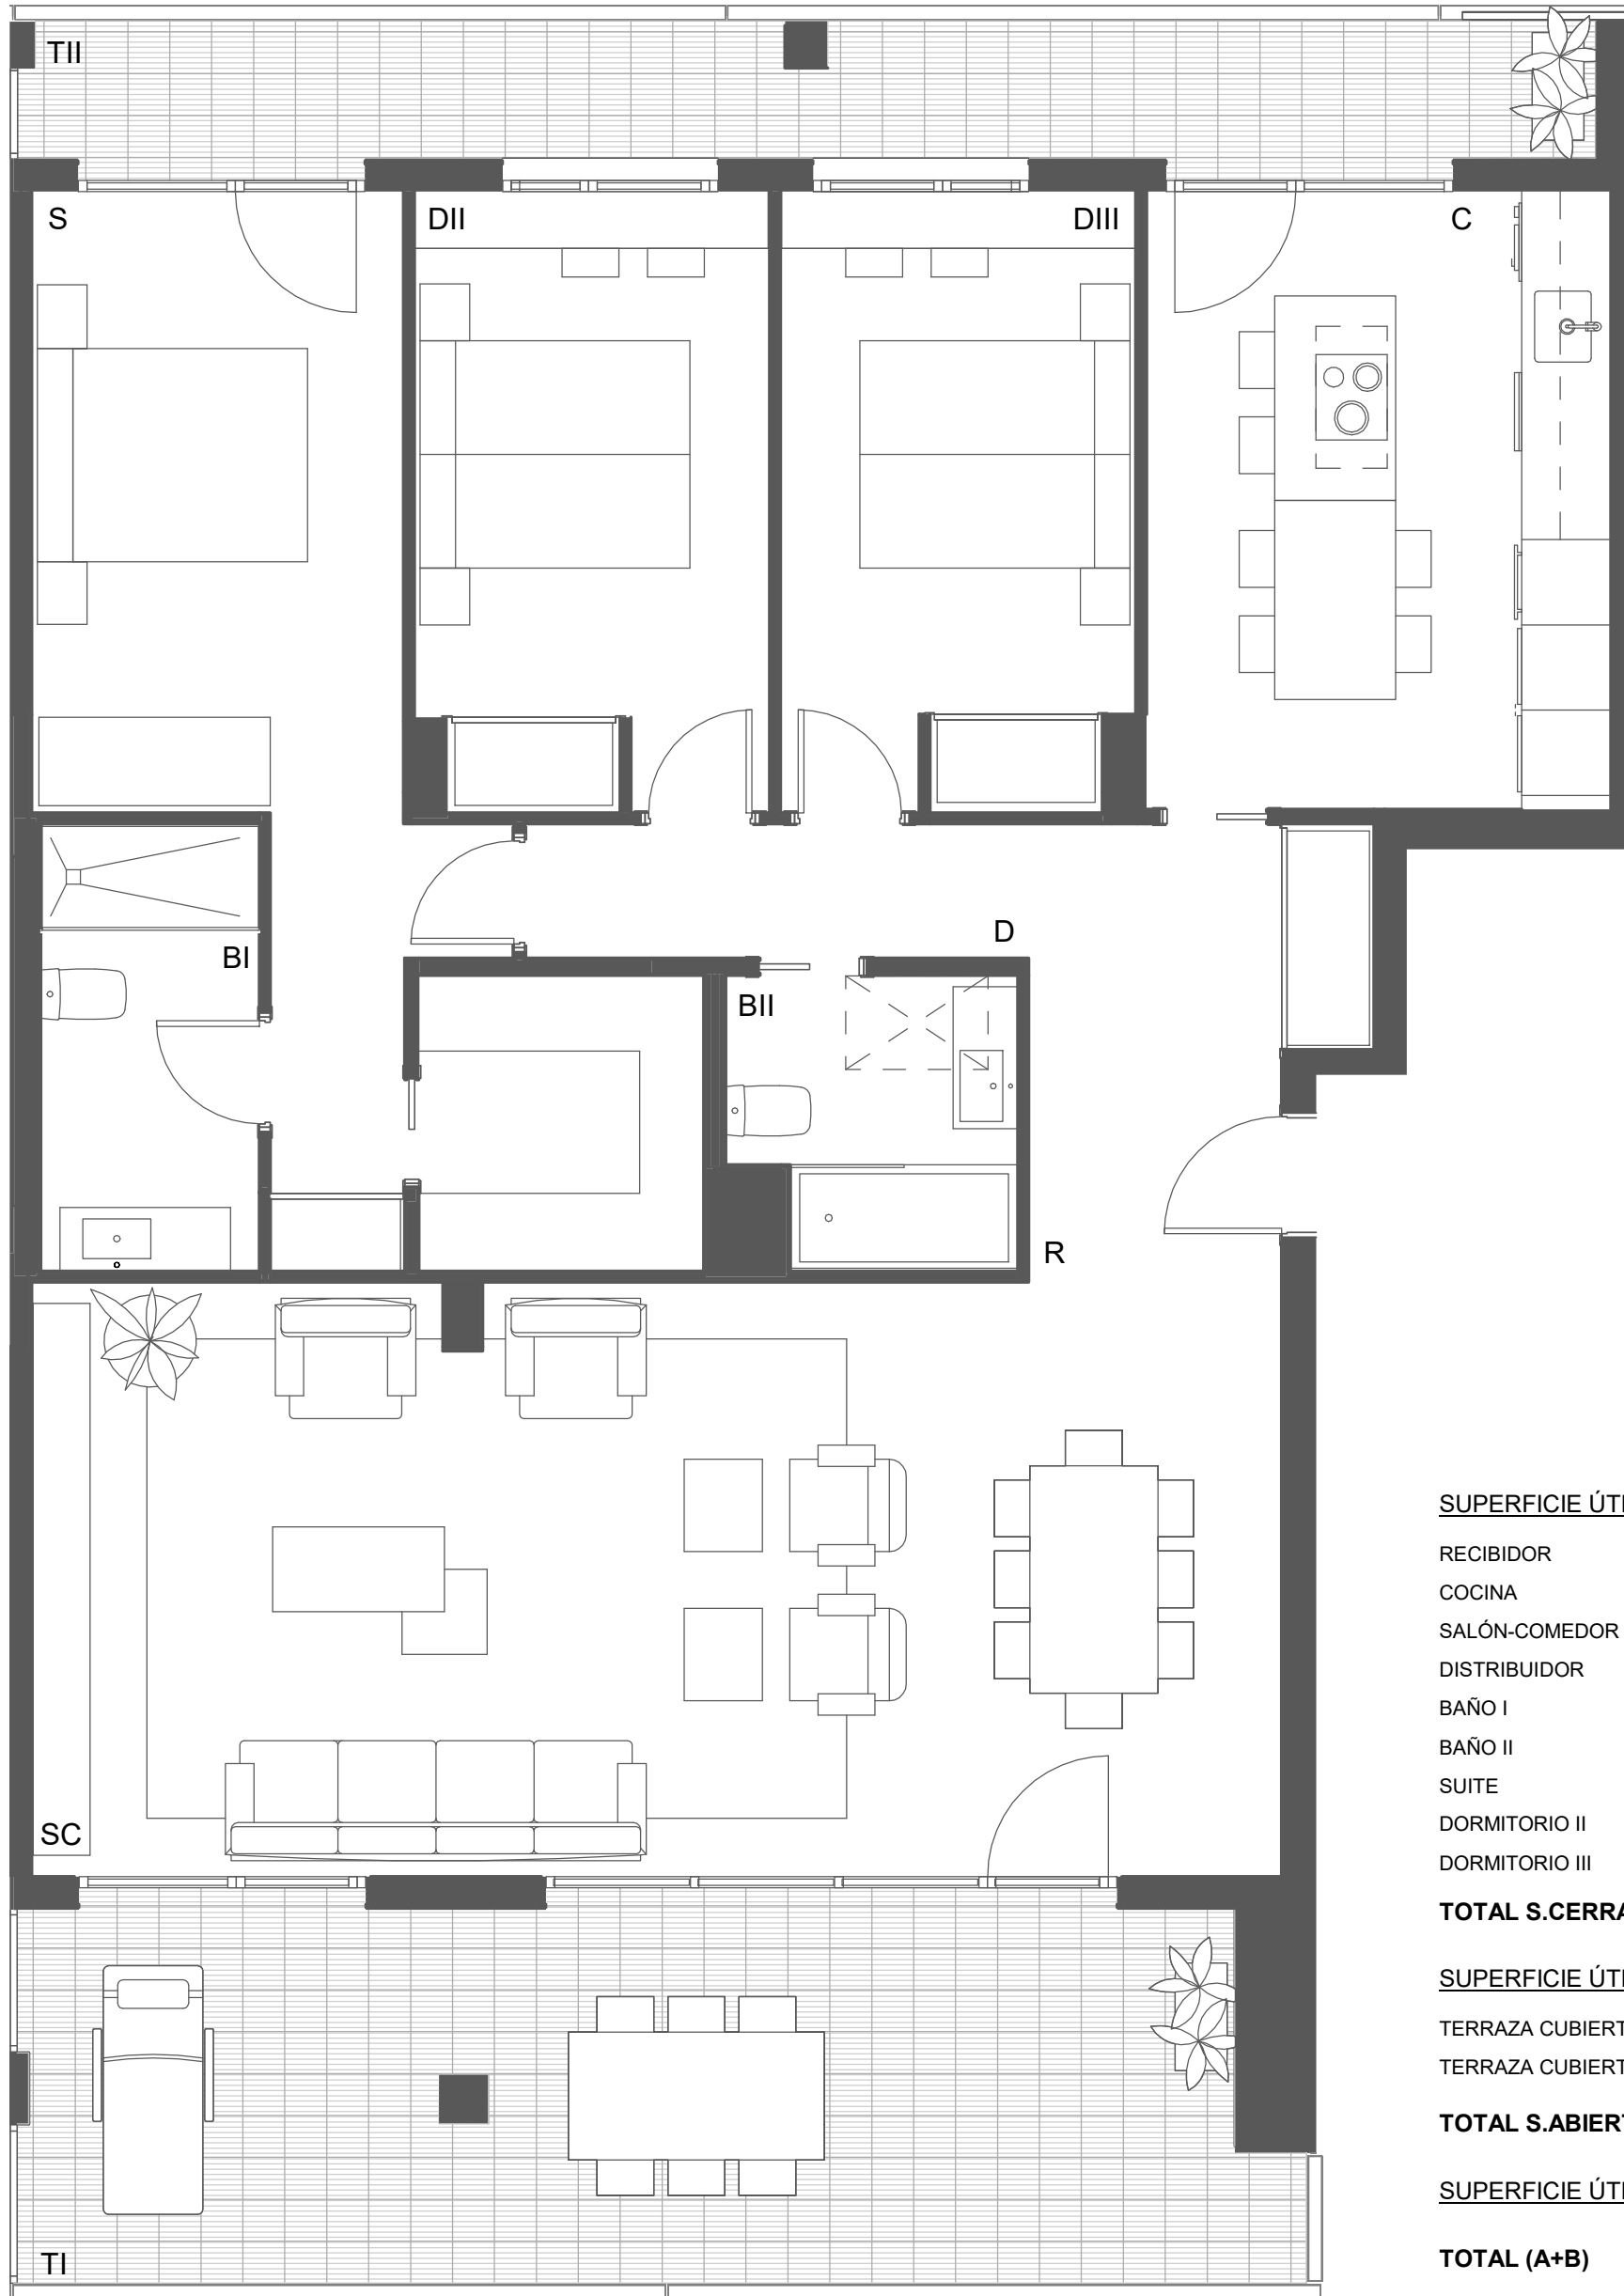 TII
S
DII
DIII
C
BI
D
BII
R
SC
TI
SUPERFICIE ÚTI
RECIBIDOR
COCINA
SALÓN-COMEDOR
DISTRIBUIDOR
BAÑO I
BAÑO II
SUITE
DORMITORIO II
DORMITORIO III
TOTAL S.CERRA
SUPERFICIE ÚTI
TERRAZA CUBIERT
TERRAZA CUBIERT
TOTAL S.ABIERT
SUPERFICIE ÚTI
TOTAL (A+B)